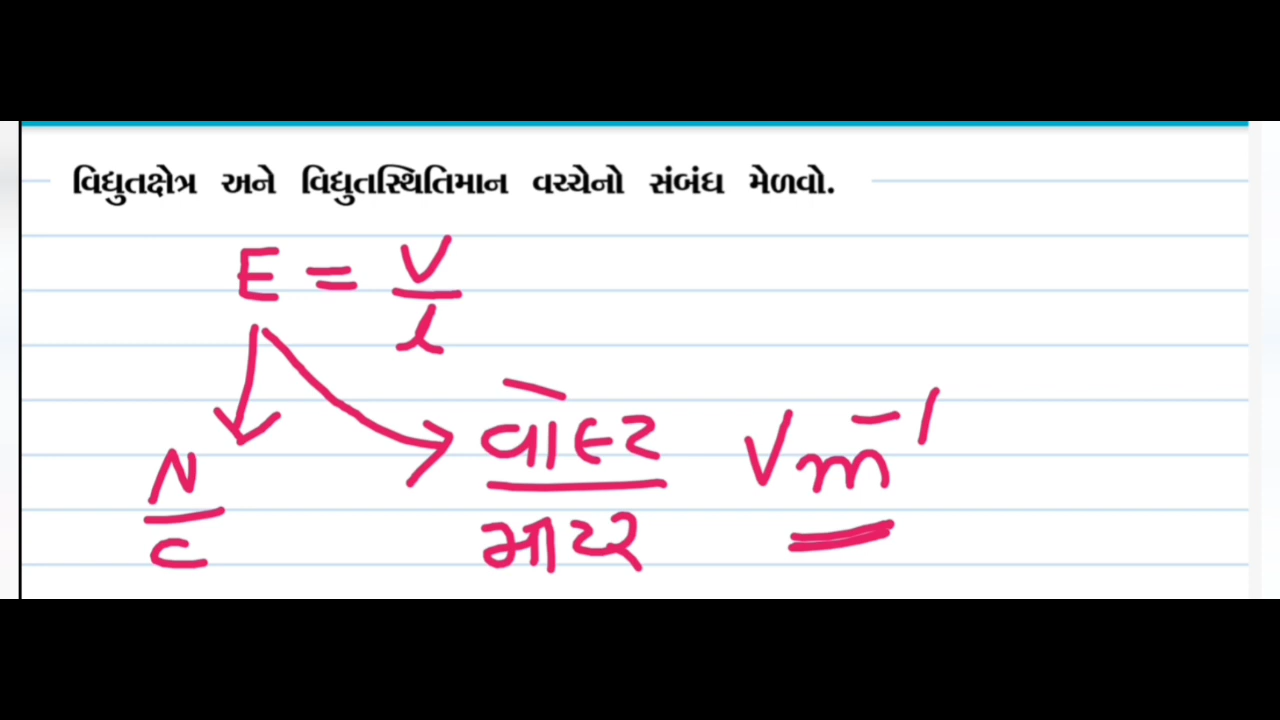 વિદ્યુતક્ષેત્ર અને વિદ્યુતસ્થિતિમાન વચ્ચેનો સંબંધ મેળવો.
E = V/l
N/C વોલ્ટ/મીટર Vm⁻¹